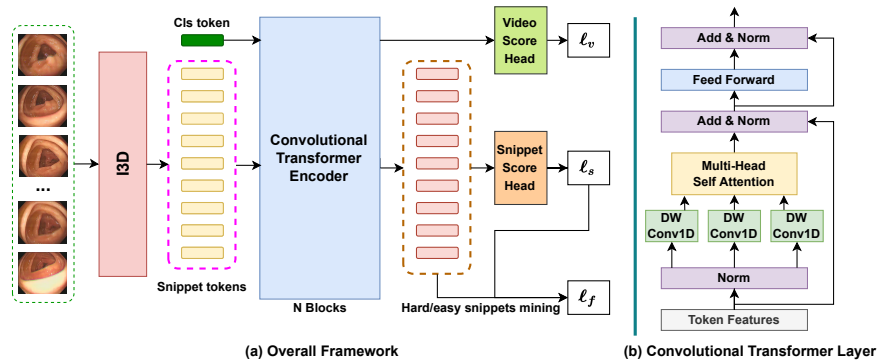 Cls token
I3D
...
Snippet tokens
Convolutional
Transformer
Encoder
N Blocks
Video
Score
Head
ℓv
Snippet
Score
Head
ℓs
Hard/easy snippets mining
ℓf
(a) Overall Framework
Add & Norm
Feed Forward
Add & Norm
Multi-Head
Self Attention
DW
Conv1D
DW
Conv1D
DW
Conv1D
Norm
Token Features
(b) Convolutional Transformer Layer